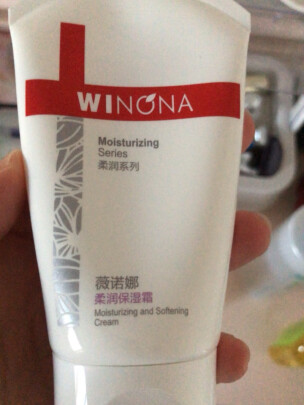 WINONA
Moisturizing
Series
柔润系列
薇诺娜
柔润保湿霜
Moisturizing and Softening
Cream